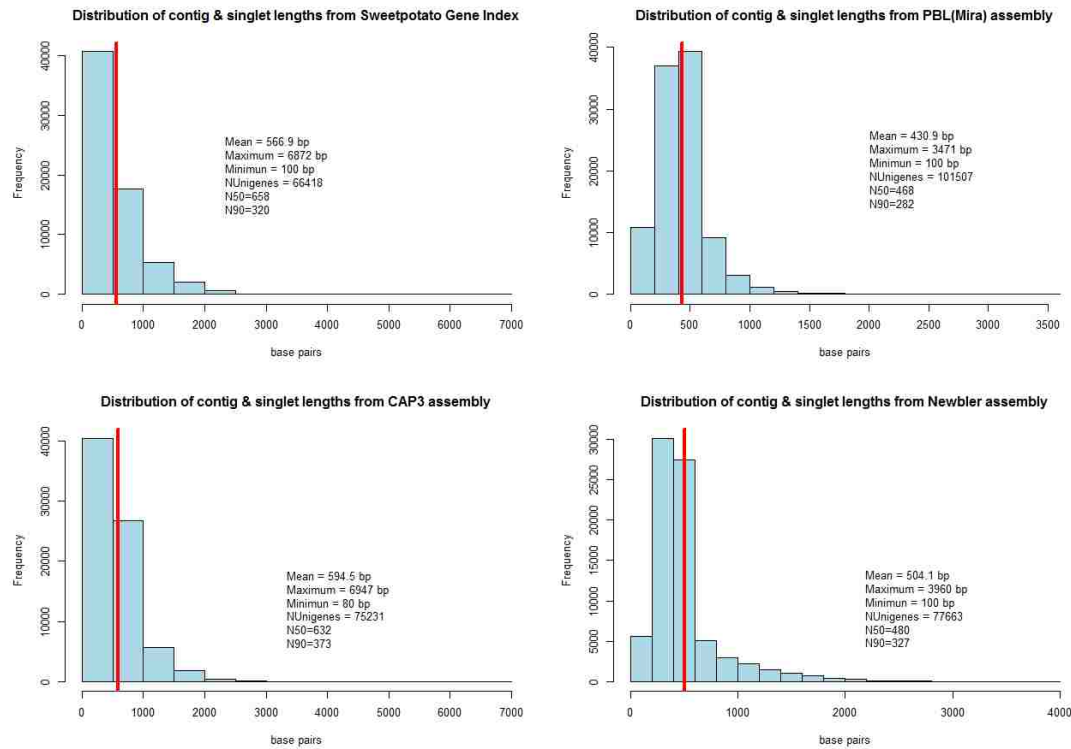 Distribution of contig & singlet lengths from Sweetpotato Gene Index
Frequency
0 10000 20000 30000 40000
Mean = 566.9 bp
Maximum = 6872 bp
Minimun = 100 bp
NUnigenes = 66418
N50=658
N90=320
0 1000 2000 3000 4000 5000 6000 7000
base pairs
Distribution of contig & singlet lengths from PBL(Mira) assembly
Frequency
0 10000 20000 30000 40000
Mean = 430.9 bp
Maximum = 3471 bp
Minimun = 100 bp
NUnigenes = 101507
N50=468
N90=282
0 500 1000 1500 2000 2500 3000 3500
base pairs
Distribution of contig & singlet lengths from CAP3 assembly
Frequency
0 10000 20000 30000 40000
Mean = 594.5 bp
Maximum = 6947 bp
Minimun = 80 bp
NUnigenes = 75231
N50=632
N90=373
0 1000 2000 3000 4000 5000 6000 7000
base pairs
Distribution of contig & singlet lengths from Newbler assembly
Frequency
0 5000 10000 15000 20000 25000 30000
Mean = 504.1 bp
Maximum = 3960 bp
Minimun = 100 bp
NUnigenes = 77663
N50=480
N90=327
0 1000 2000 3000 4000
base pairs